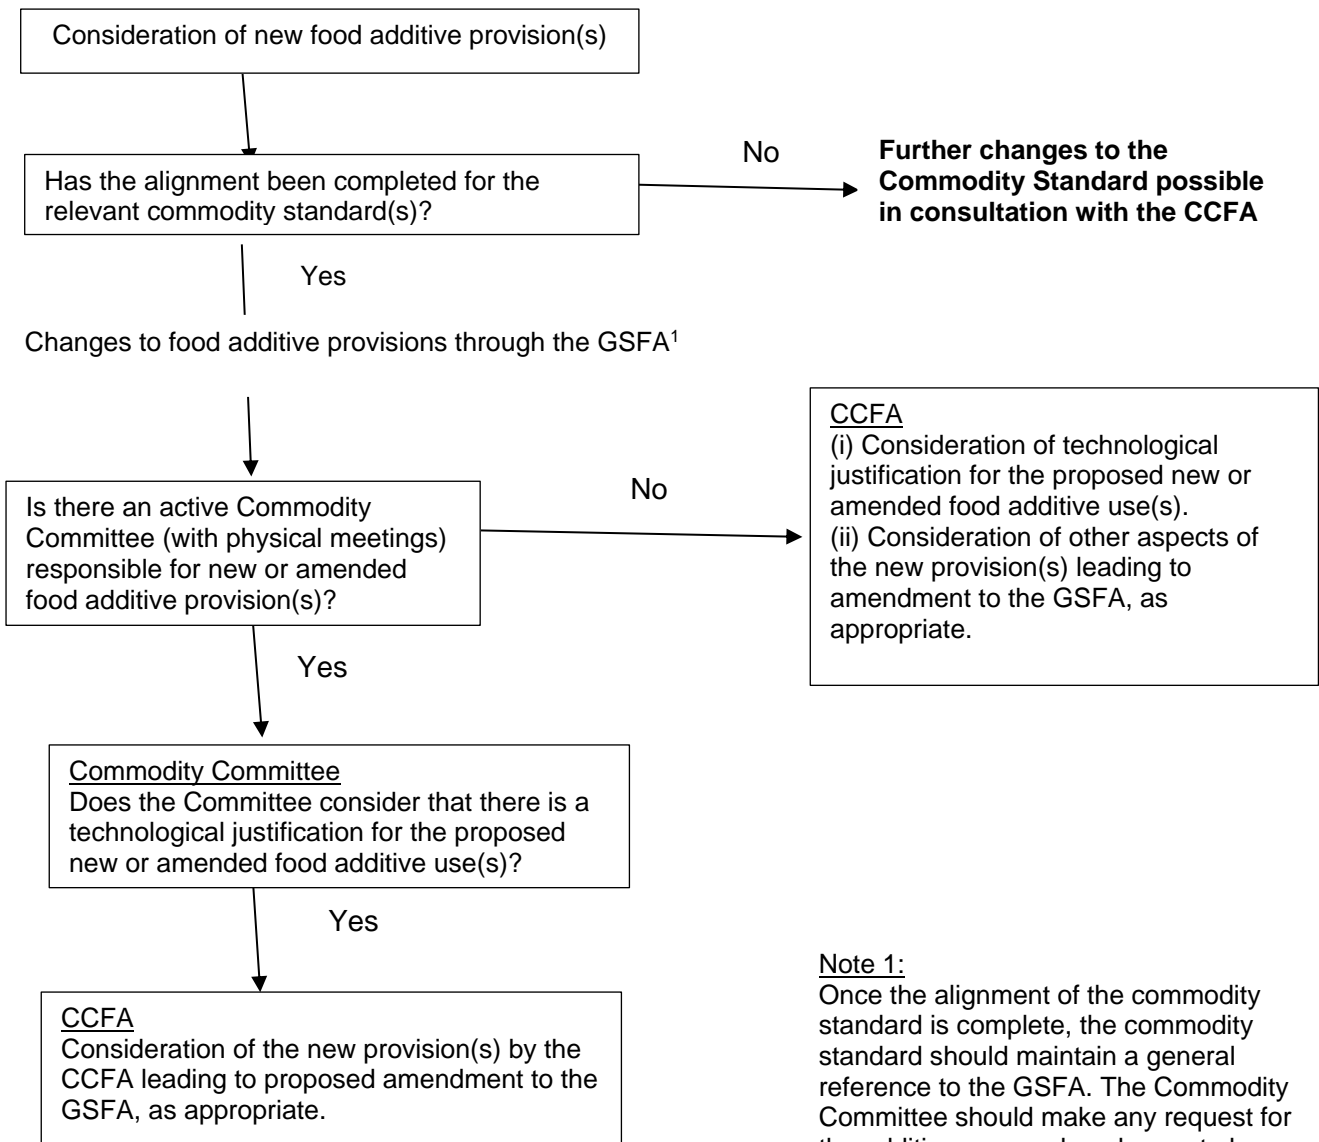 Consideration of new food additive provision(s)
Has the alignment been completed for the
relevant commodity standard(s)?
No
Further changes to the
Commodity Standard possible
in consultation with the CCFA
Yes
Changes to food additive provisions through the GSFA¹
Is there an active Commodity
Committee (with physical meetings)
responsible for new or amended
food additive provision(s)?
No
CCFA
(i) Consideration of technological
justification for the proposed new or
amended food additive use(s).
(ii) Consideration of other aspects of
the new provision(s) leading to
amendment to the GSFA, as
appropriate.
Yes
Commodity Committee
Does the Committee consider that there is a
technological justification for the proposed
new or amended food additive use(s)?
Yes
CCFA
Consideration of the new provision(s) by the
CCFA leading to proposed amendment to the
GSFA, as appropriate.
Note 1:
Once the alignment of the commodity
standard is complete, the commodity
standard should maintain a general
reference to the GSFA. The Commodity
Committee should make any request for